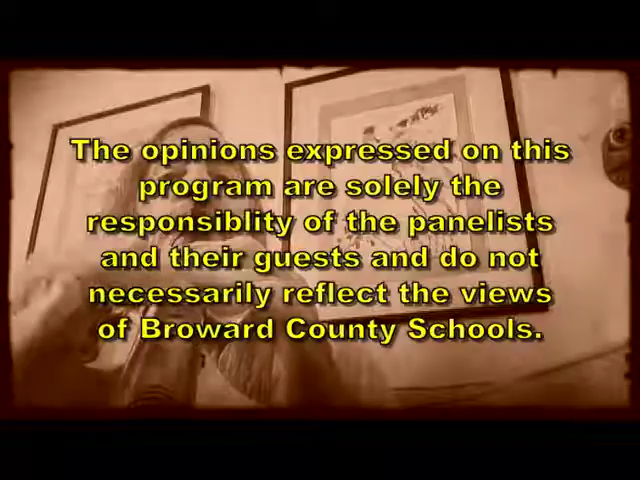 The opinions expressed on this
program are solely the
responsiblity of the panelists
and their guests and do not
necessarily reflect the views
of Broward County Schools.